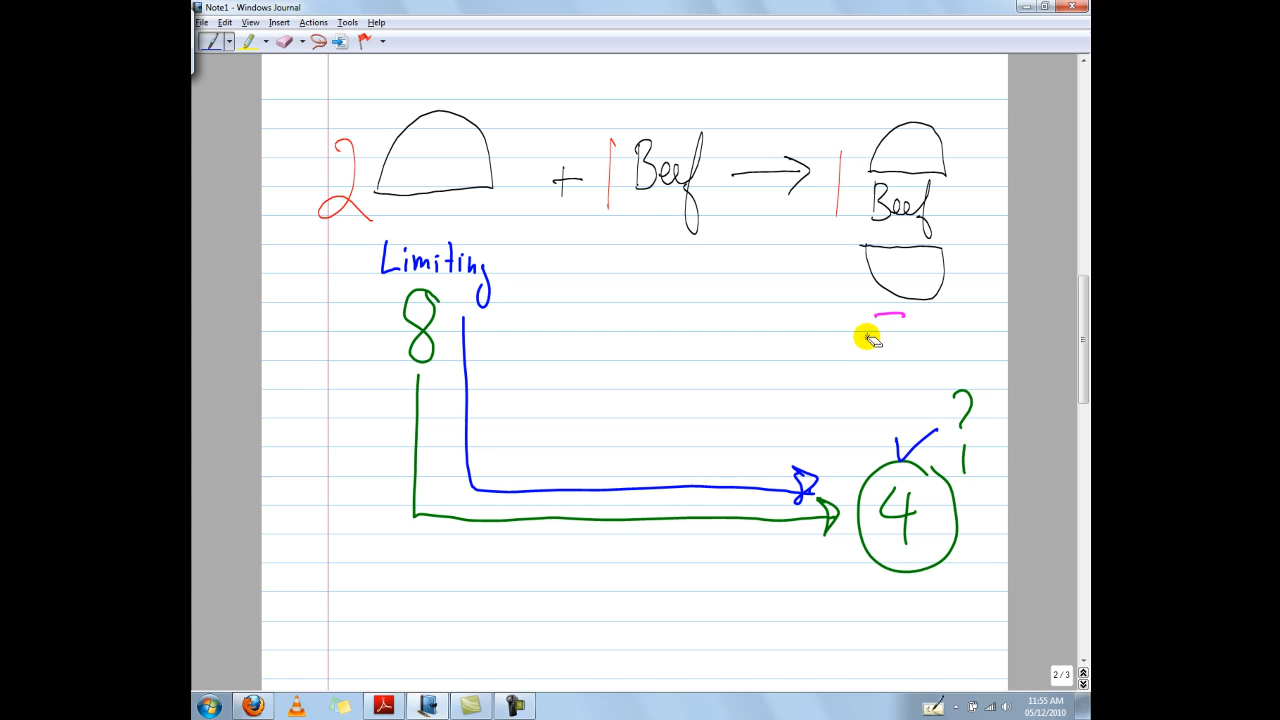 Note1 - Windows Journal
File Edit View Insert Actions Tools Help
2 + 1 Beef → 1 Beef
Limiting
8
?
4
2 / 3
11:55 AM
05/12/2010